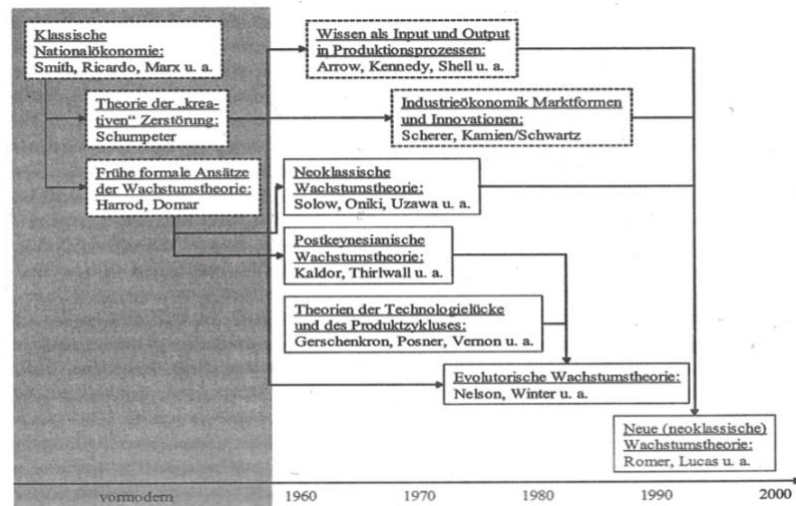 Klassische
Nationalökonomie:
Smith, Ricardo, Marx u. a.
Theorie der „krea-
tiven“ Zerstörung:
Schumpeter
Frühe formale Ansätze
der Wachstumstheorie:
Harrod, Domar
Wissen als Input und Output
in Produktionsprozessen:
Arrow, Kennedy, Shell u. a.
Industrieökonomik Marktformen
und Innovationen:
Scherer, Kamien/Schwartz
Neoklassische
Wachstumstheorie:
Solow, Oniki, Uzawa u. a.
Postkeynesianische
Wachstumstheorie:
Kaldor, Thirlwall u. a.
Theorien der Technologielücke
und des Produktzykluses:
Gerschenkron, Posner, Vernon u. a.
Evolutorische Wachstumstheorie:
Nelson, Winter u. a.
Neue (neoklassische)
Wachstumstheorie:
Romer, Lucas u. a.
vormodern 1960 1970 1980 1990 2000